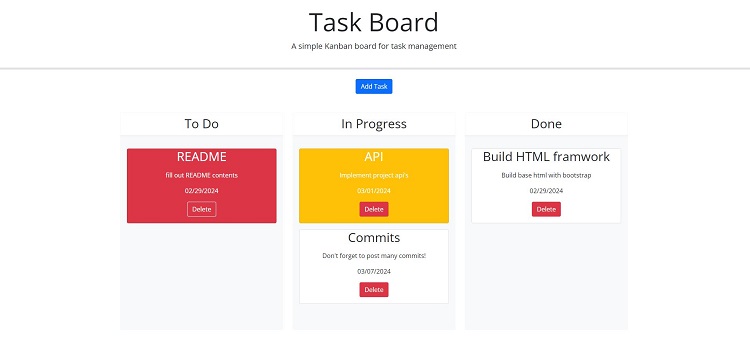 Task Board
A simple Kanban board for task management
Add Task
To Do
README
fill out README contents
02/29/2024
Delete
In Progress
API
Implement project api's
03/01/2024
Delete
Commits
Don't forget to post many commits!
03/07/2024
Delete
Done
Build HTML framwork
Build base html with bootstrap
02/29/2024
Delete